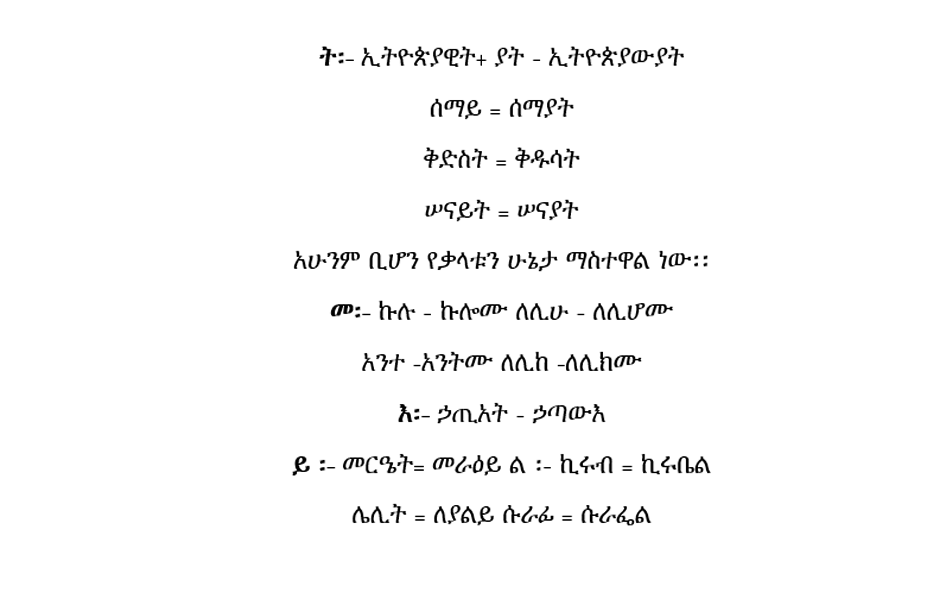 ት፡- ኢትዮጵያዊት+ ያት - ኢትዮጵያውያት
ሰማይ = ሰማያት
ቅድስት = ቅዱሳት
ሠናይት = ሠናያት
አሁንም ቢሆን የቃላቱን ሁኔታ ማስተዋል ነው፡፡
መ፡- ኩሉ - ኩሎሙ ለሊሁ - ለሊሆሙ
አንተ -አንትሙ ለሊከ -ለሊክሙ
እ፡- ኃጢአት - ኃጣውእ
ይ ፡- መርዔት= መራዕይ ል ፡- ኪሩብ = ኪሩቤል
ሌሊት = ለያልይ ሱራፊ = ሱራፌል